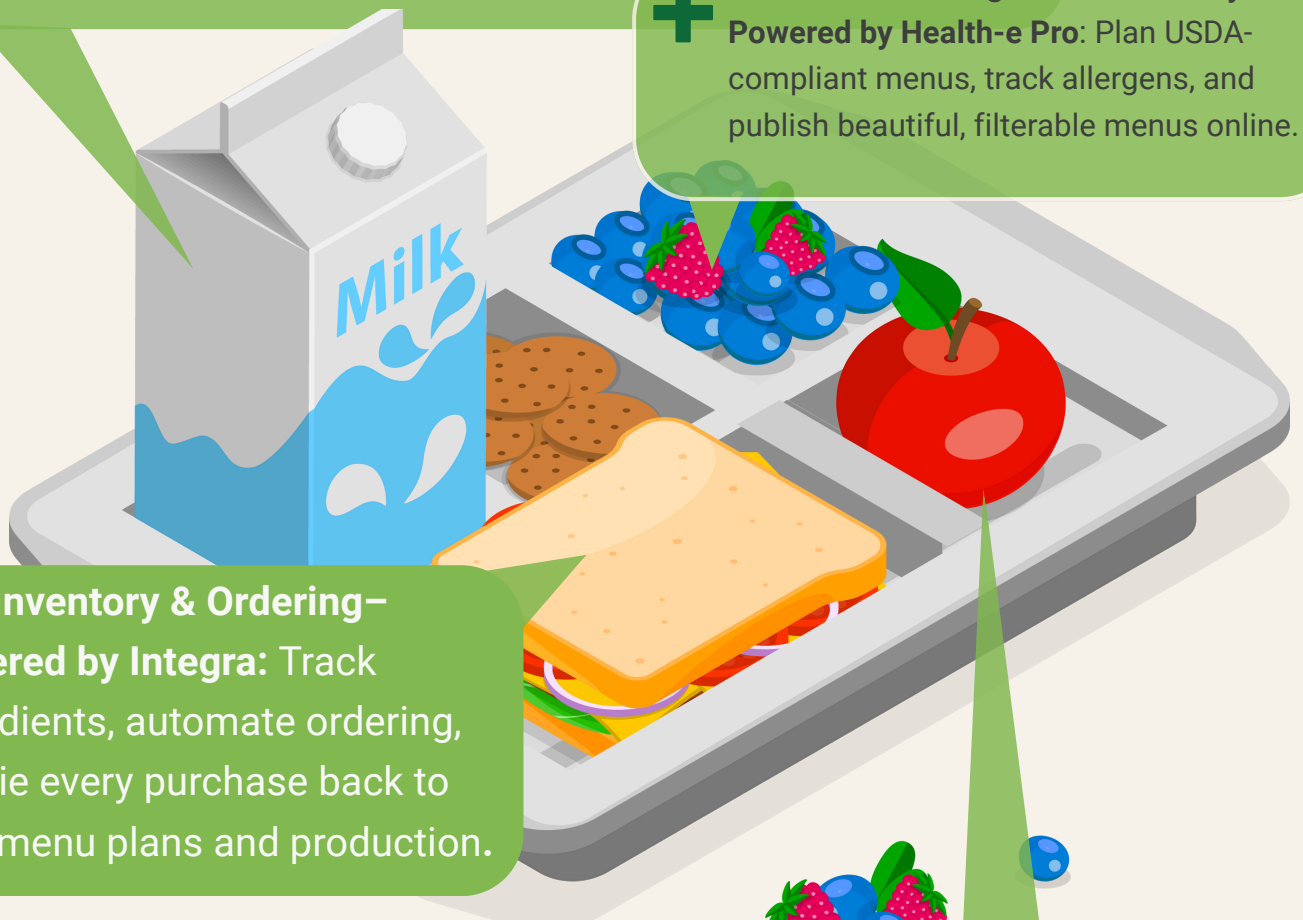 Powered by Health-e Pro: Plan USDA-
compliant menus, track allergens, and
publish beautiful, filterable menus online.
Milk
nventory & Ordering–
ered by Integra: Track
dients, automate ordering,
ie every purchase back to
menu plans and production.